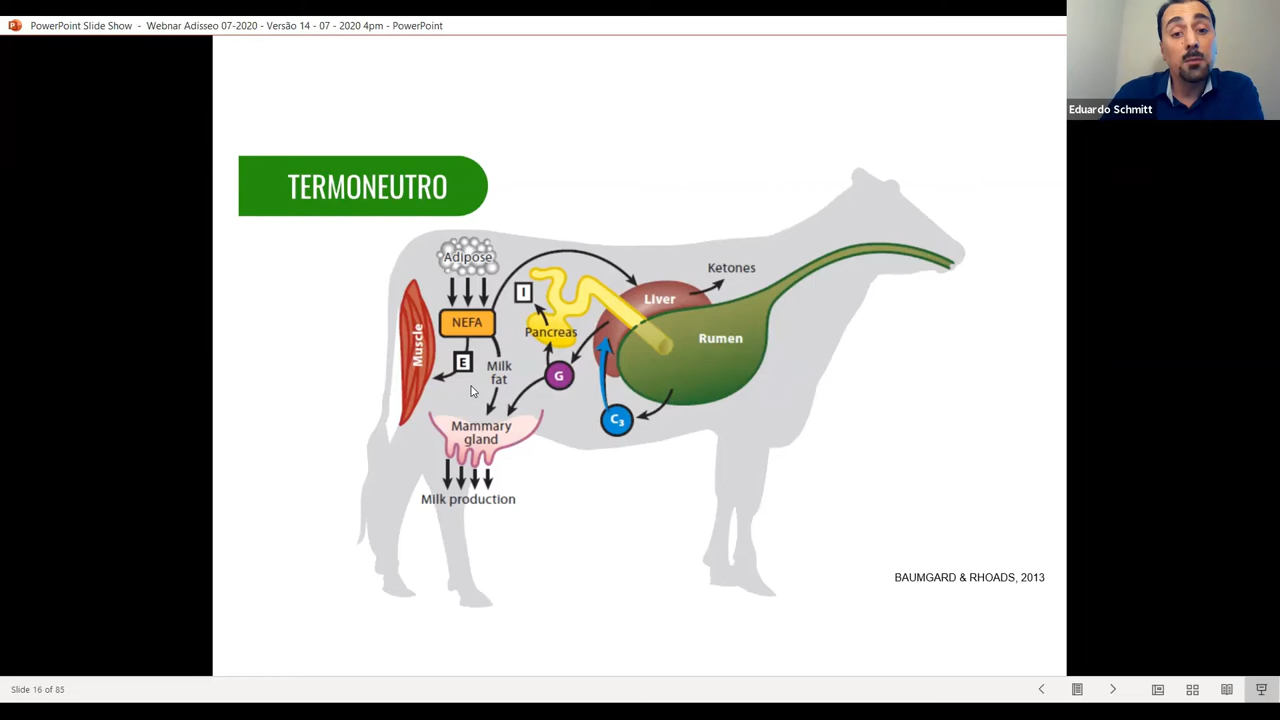 PowerPoint Slide Show - Webnar Adisseo 07-2020 - Versão 14 - 07 - 2020 4pm - PowerPoint
Eduardo Schmitt
TERMONEUTRO
Adipose
Ketones
I
Liver
NEFA
Pancreas
Rumen
Muscle
E
Milk
fat
G
C₃
Mammary
gland
Milk production
BAUMGARD & RHOADS, 2013
Slide 16 of 85